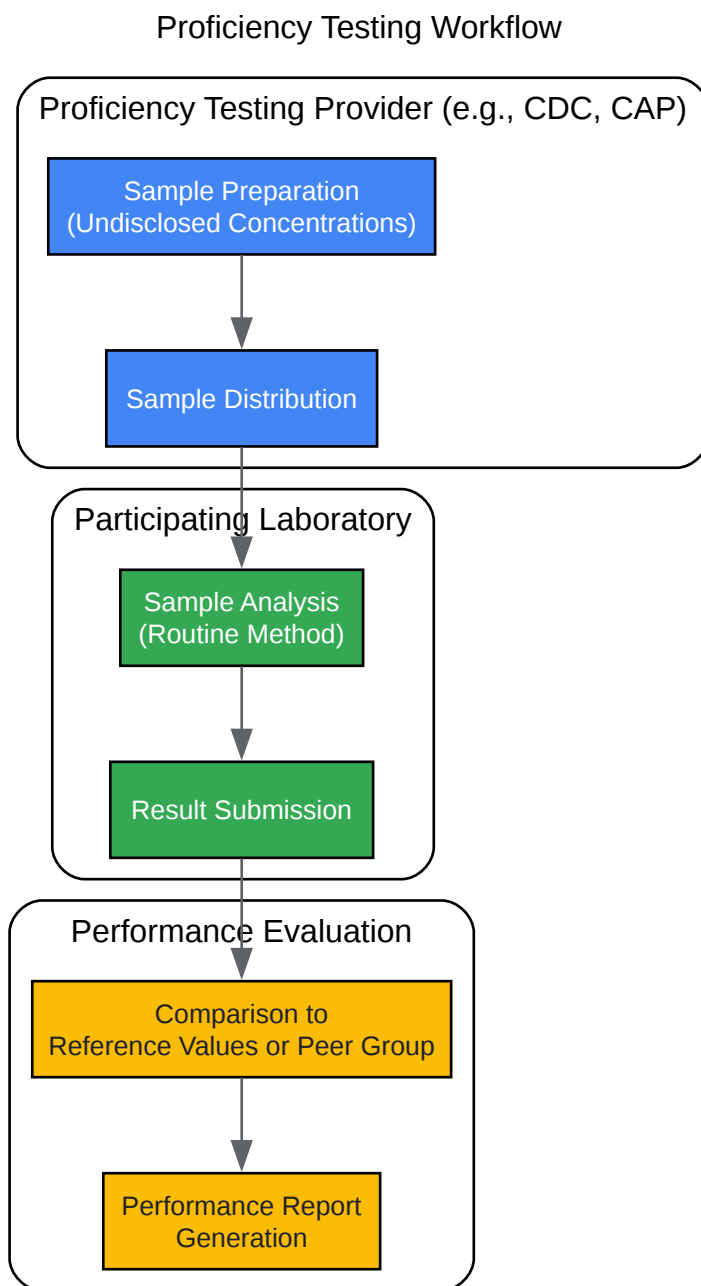 Proficiency Testing Workflow
Proficiency Testing Provider (e.g., CDC, CAP)
Sample Preparation
(Undisclosed Concentrations)
Sample Distribution
Participating Laboratory
Sample Analysis
(Routine Method)
Result Submission
Performance Evaluation
Comparison to
Reference Values or Peer Group
Performance Report
Generation